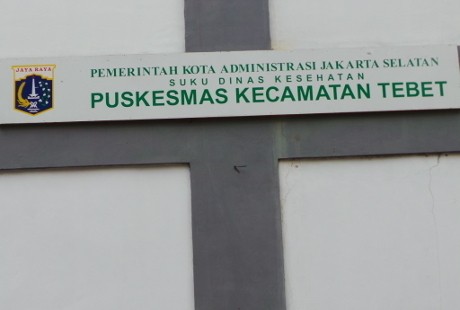 JAYA RAYA
PEMERINTAH KOTA ADMINISTRASI JAKARTA SELATAN
SUKU DINAS KESEHATAN
PUSKESMAS KECAMATAN TEBET